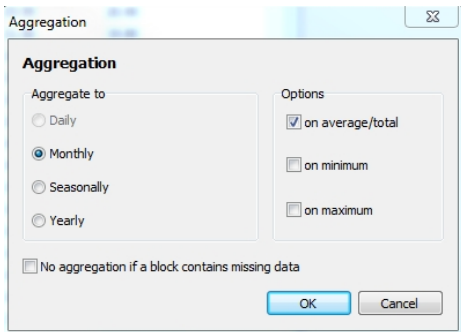 Aggregation
Aggregation
Aggregate to
Daily
Monthly
Seasonally
Yearly
Options
on average/total
on minimum
on maximum
No aggregation if a block contains missing data
OK
Cancel